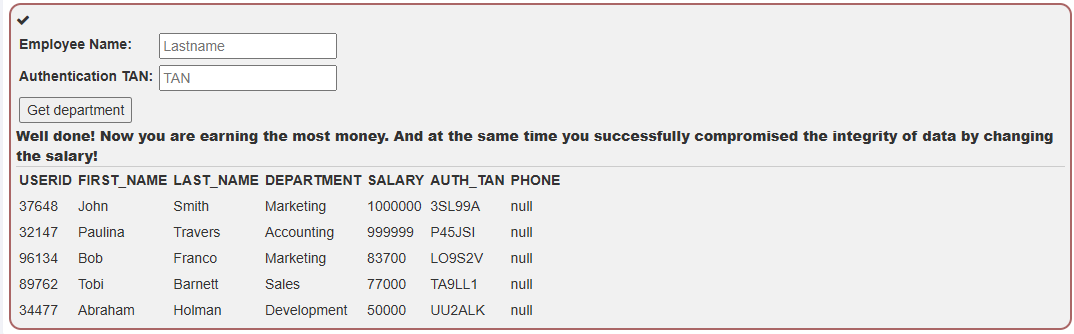 ✔
Employee Name: Lastname
Authentication TAN: TAN
Get department
Well done! Now you are earning the most money. And at the same time you successfully compromised the integrity of data by changing
the salary!
USERID FIRST_NAME LAST_NAME DEPARTMENT SALARY AUTH_TAN PHONE
37648 John Smith Marketing 1000000 3SL99A null
32147 Paulina Travers Accounting 999999 P45JSI null
96134 Bob Franco Marketing 83700 LO9S2V null
89762 Tobi Barnett Sales 77000 TA9LL1 null
34477 Abraham Holman Development 50000 UU2ALK null